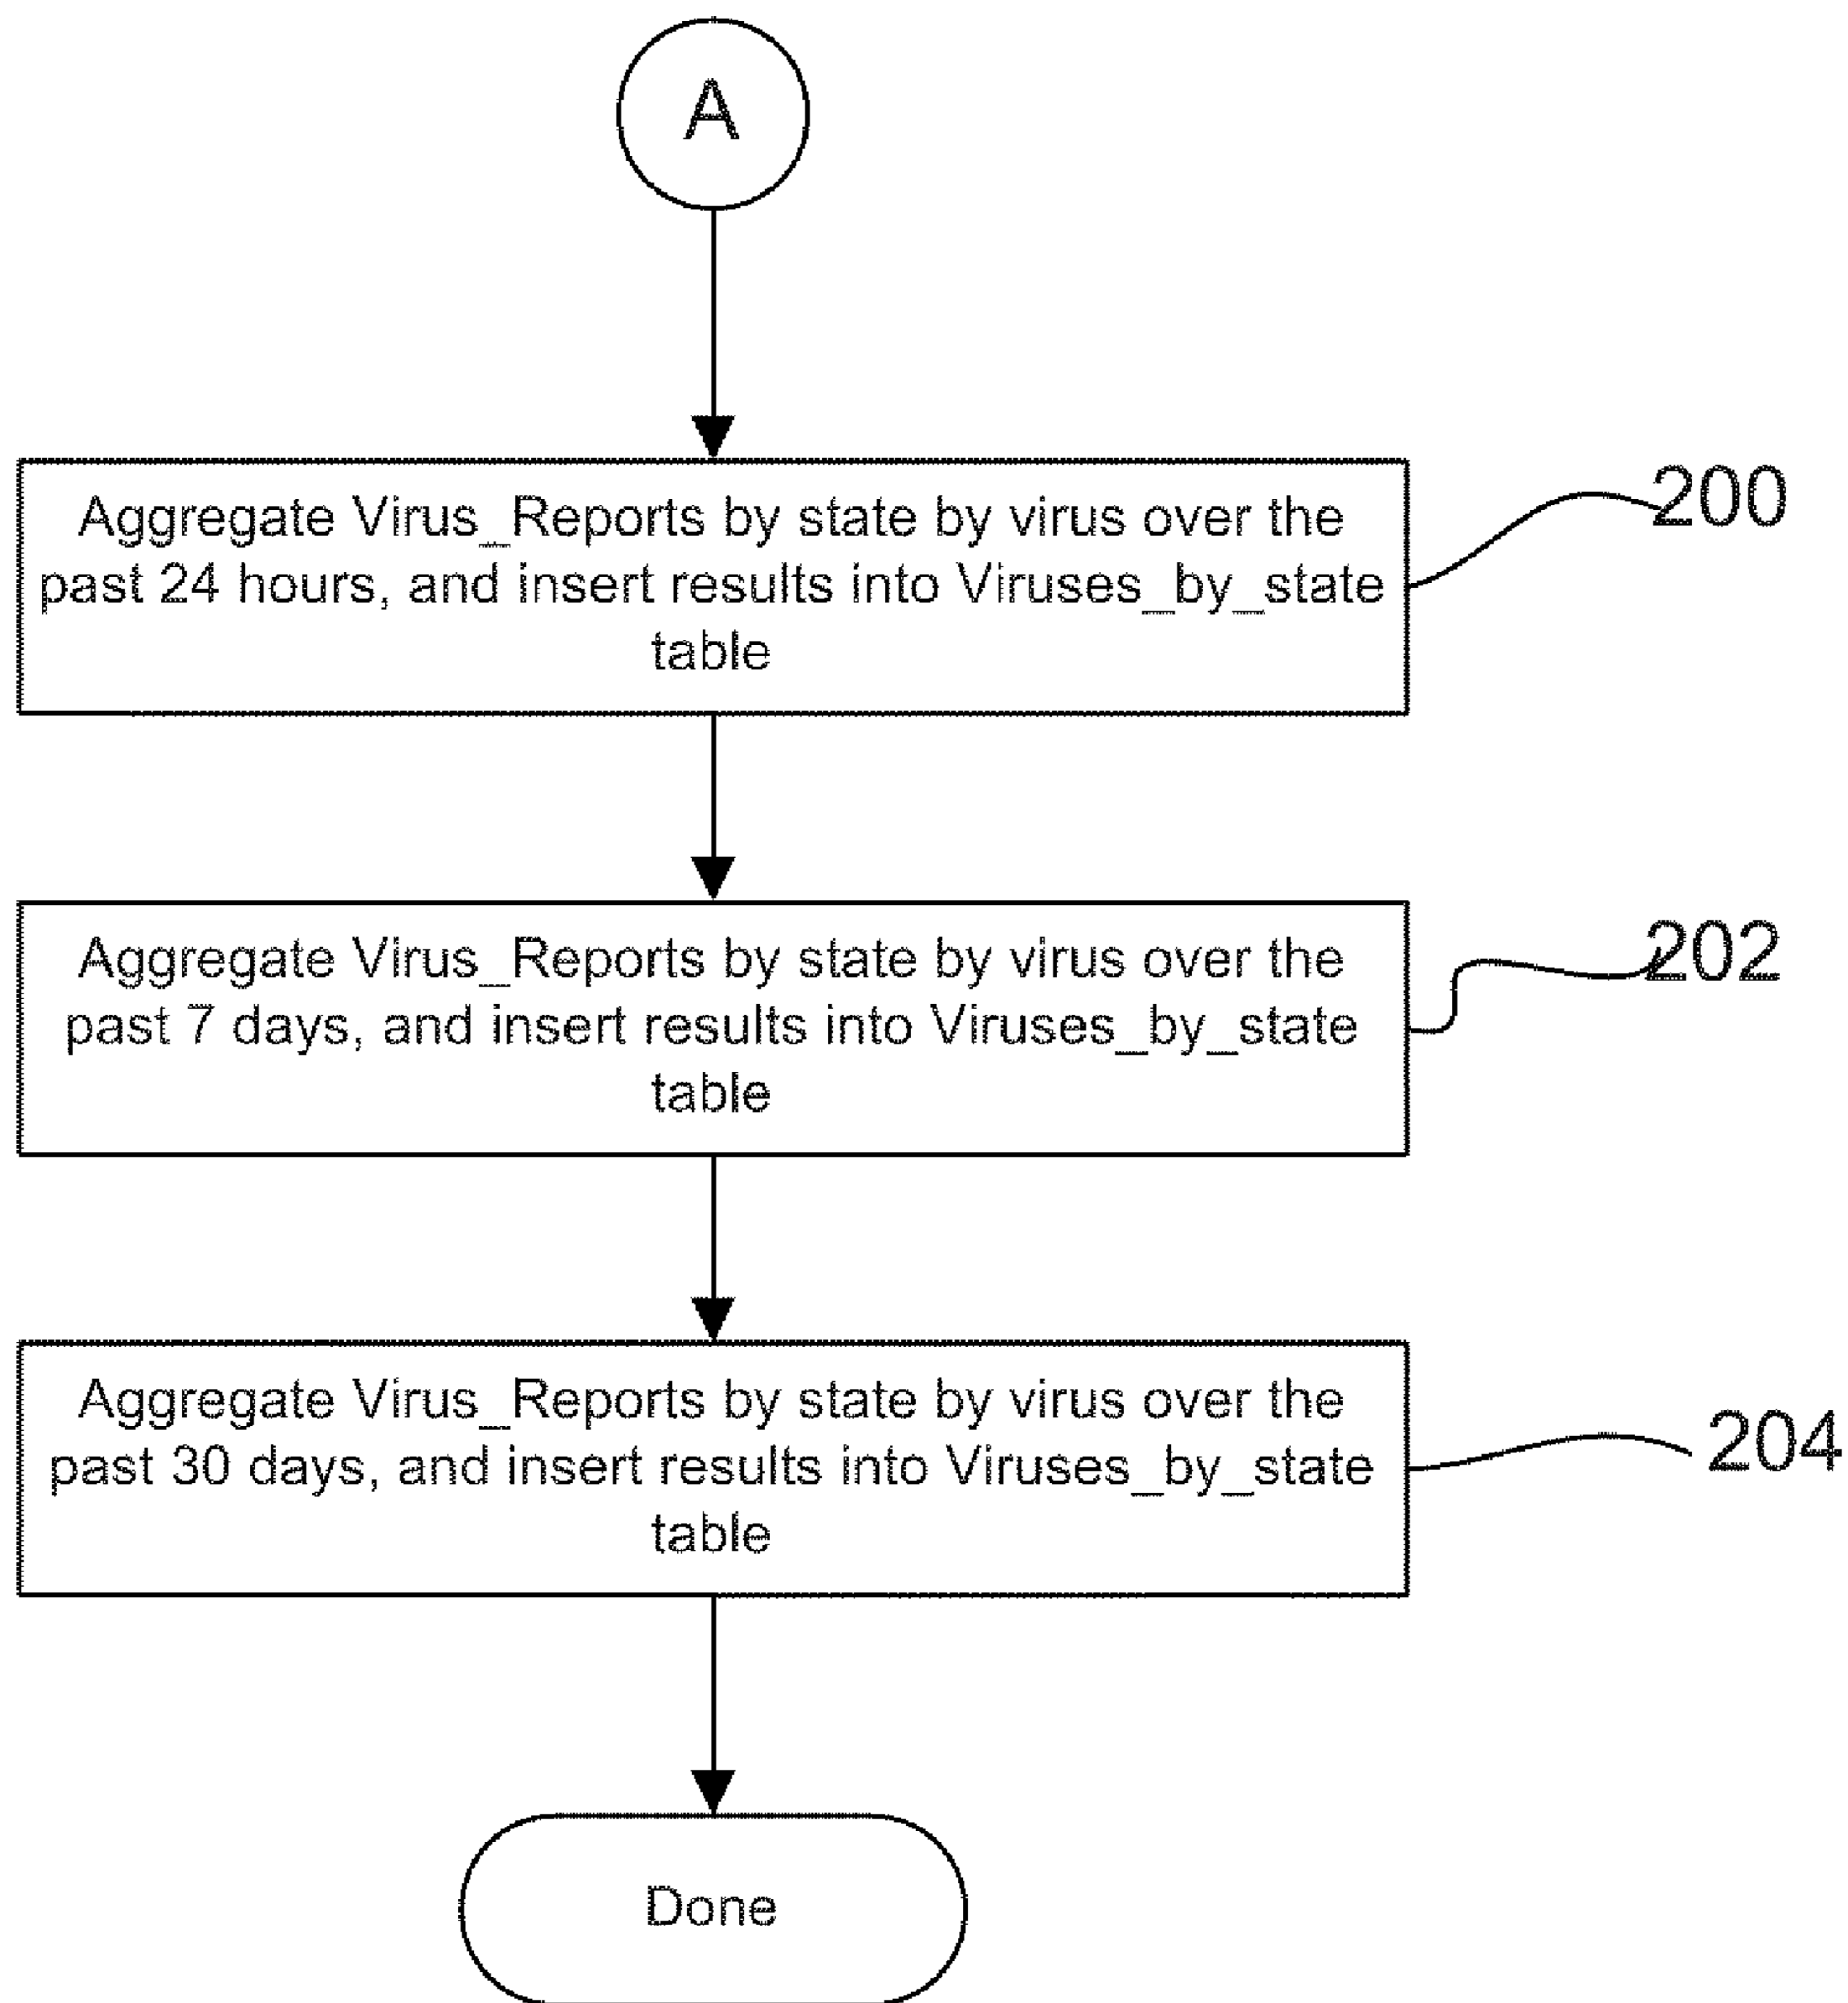 A
Aggregate Virus_Reports by state by virus over the
past 24 hours, and insert results into Viruses_by_state
table
200
Aggregate Virus_Reports by state by virus over the
past 7 days, and insert results into Viruses_by_state
table
202
Aggregate Virus_Reports by state by virus over the
past 30 days, and insert results into Viruses_by_state
table
204
Done